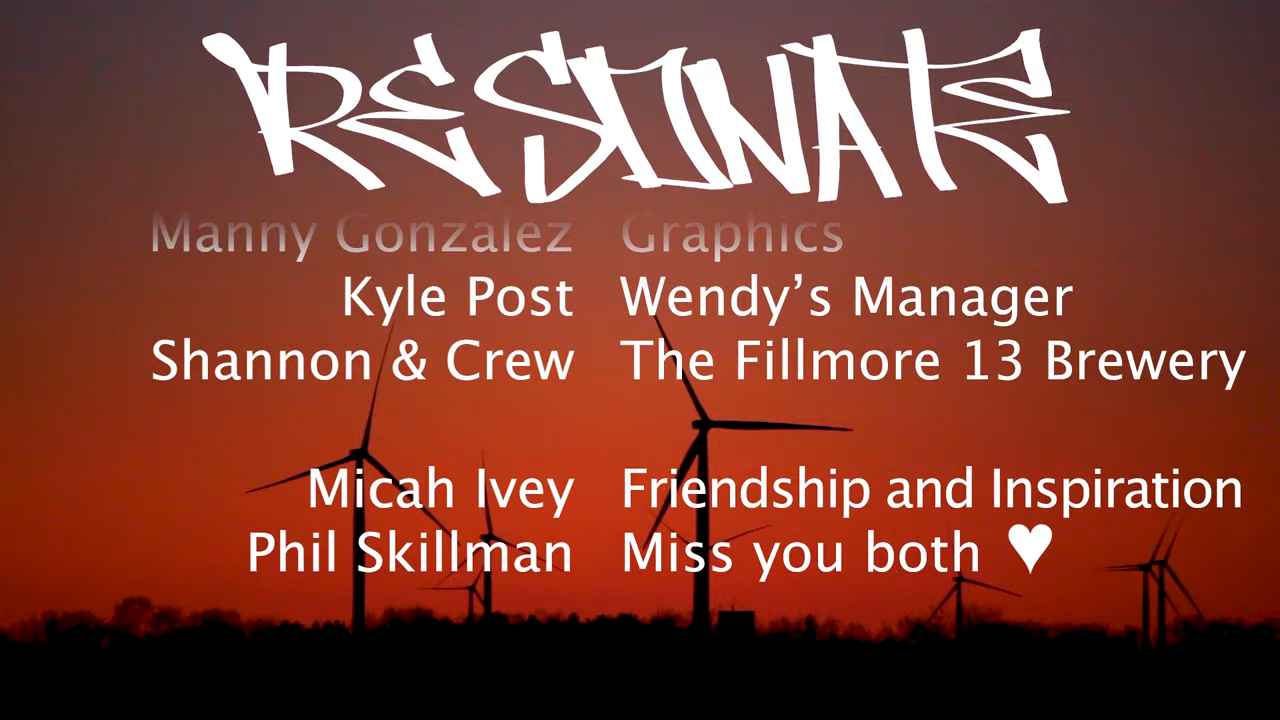 RESONATE
Manny Gonzalez Graphics
Kyle Post Wendy’s Manager
Shannon & Crew The Fillmore 13 Brewery
Micah Ivey Friendship and Inspiration
Phil Skillman Miss you both ♥